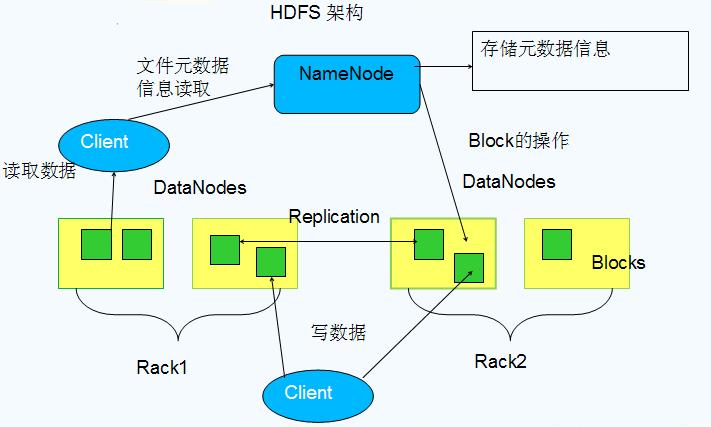 HDFS 架构
存储元数据信息
文件元数据
信息读取
NameNode
Client
Block的操作
读取数据
DataNodes
DataNodes
Replication
Blocks
写数据
Rack1
Rack2
Client